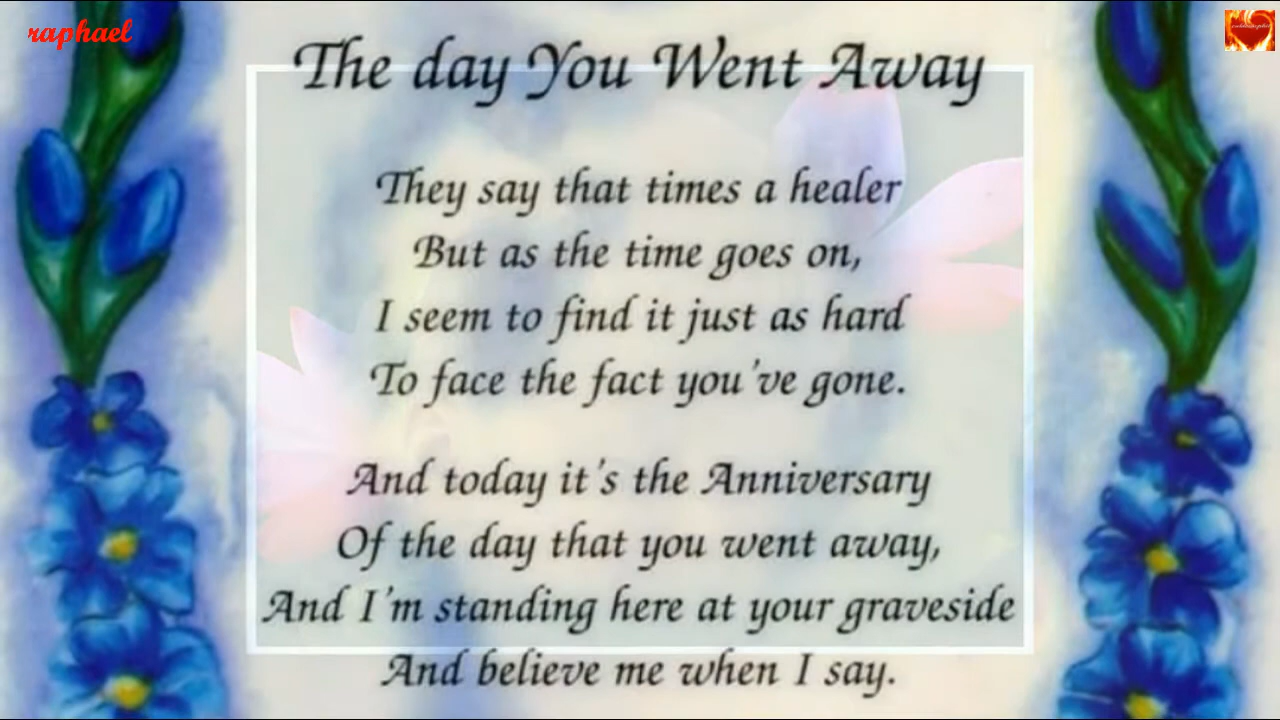 raphael
The day You Went Away
They say that times a healer
But as the time goes on,
I seem to find it just as hard
To face the fact you've gone.
And today it's the Anniversary
Of the day that you went away,
And I'm standing here at your graveside
And believe me when I say.